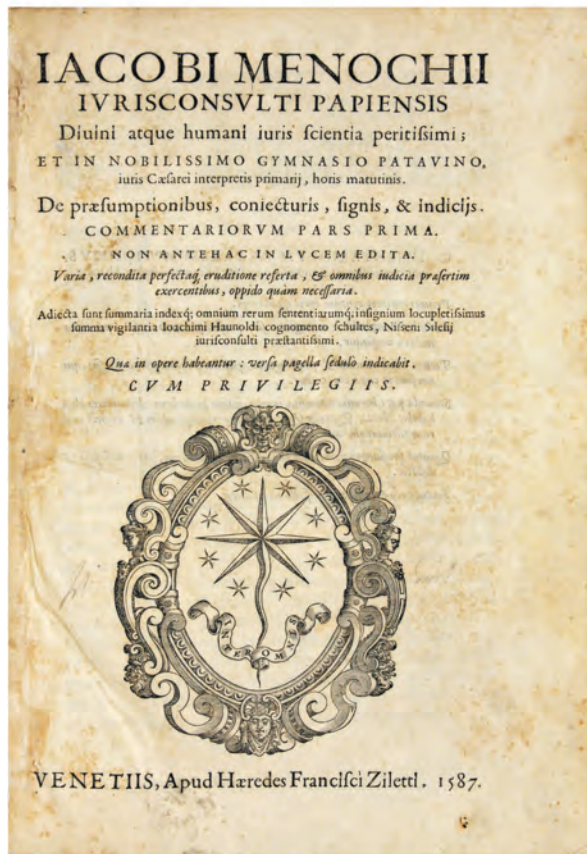 IACOBI MENOCHII
IVRISCONSVLTI PAPIENSIS
Diuini atque humani iuris scientia peritissimi;
ET IN NOBILISSIMO GYMNASIO PATAVINO,
iuris Cæsarei interpretis primarij, horis matutinis.
De præsumptionibus, coniecturis, signis, & indicijs.
COMMENTARIORVM PARS PRIMA.
NON ANTEHAC IN LVCEM EDITA.
Varia, recondita perfectaq; eruditione referta, & omnibus iudicia præsertim
exercentibus, oppido quàm necessaria.
Adiecta sunt summaria indexq; omnium rerum sententiarumq; insignium locupletissimus
summa vigilantia Ioachimi Haunoldi cognomento schultes, Nisseni Silesij
iurisconsulti præstantissimi.
Quæ in opere habeantur: versa pagella sedulo indicabit.
CVM PRIVILEGIIS.
INTER OMNES
VENETIIS, Apud Hæredes Francisci Ziletti. 1587.